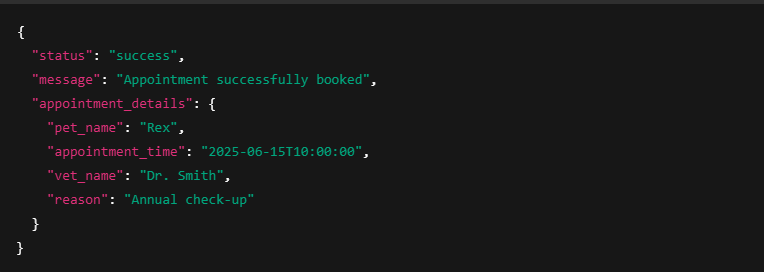 {
  "status": "success",
  "message": "Appointment successfully booked",
  "appointment_details": {
    "pet_name": "Rex",
    "appointment_time": "2025-06-15T10:00:00",
    "vet_name": "Dr. Smith",
    "reason": "Annual check-up"
  }
}